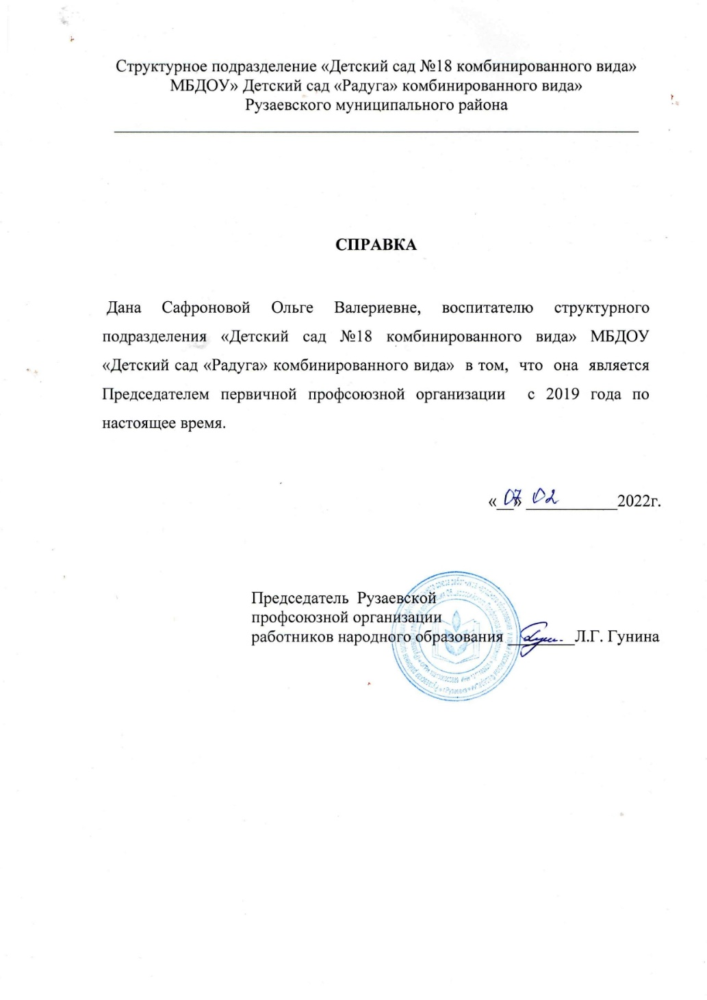 Структурное подразделение «Детский сад №18 комбинированного вида»
МБДОУ» Детский сад «Радуга» комбинированного вида»
Рузаевского муниципального района
СПРАВКА
Дана Сафроновой Ольге Валериевне, воспитателю структурного
подразделения «Детский сад №18 комбинированного вида» МБДОУ
«Детский сад «Радуга» комбинированного вида» в том, что она является
Председателем первичной профсоюзной организации с 2019 года по
настоящее время.
«07» 02 2022г.
Председатель Рузаевской
профсоюзной организации
работников народного образования Л.Г. Гунина